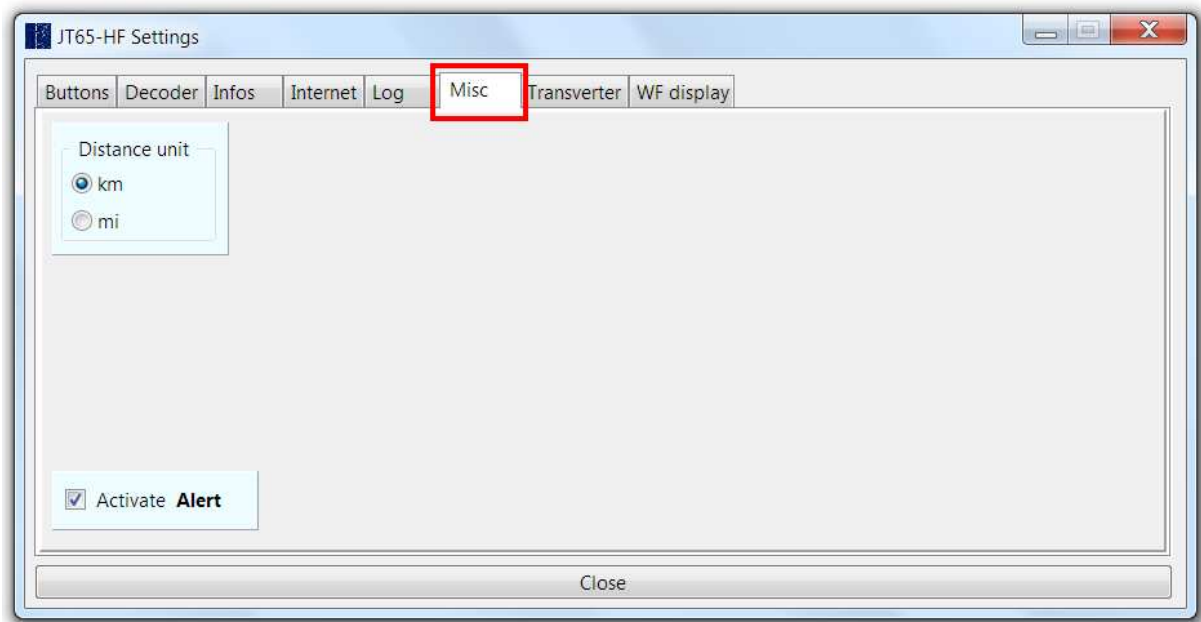 JT65-HF Settings
Buttons Decoder Infos Internet Log Misc Transverter WF display
Distance unit
km
mi
Activate Alert
Close